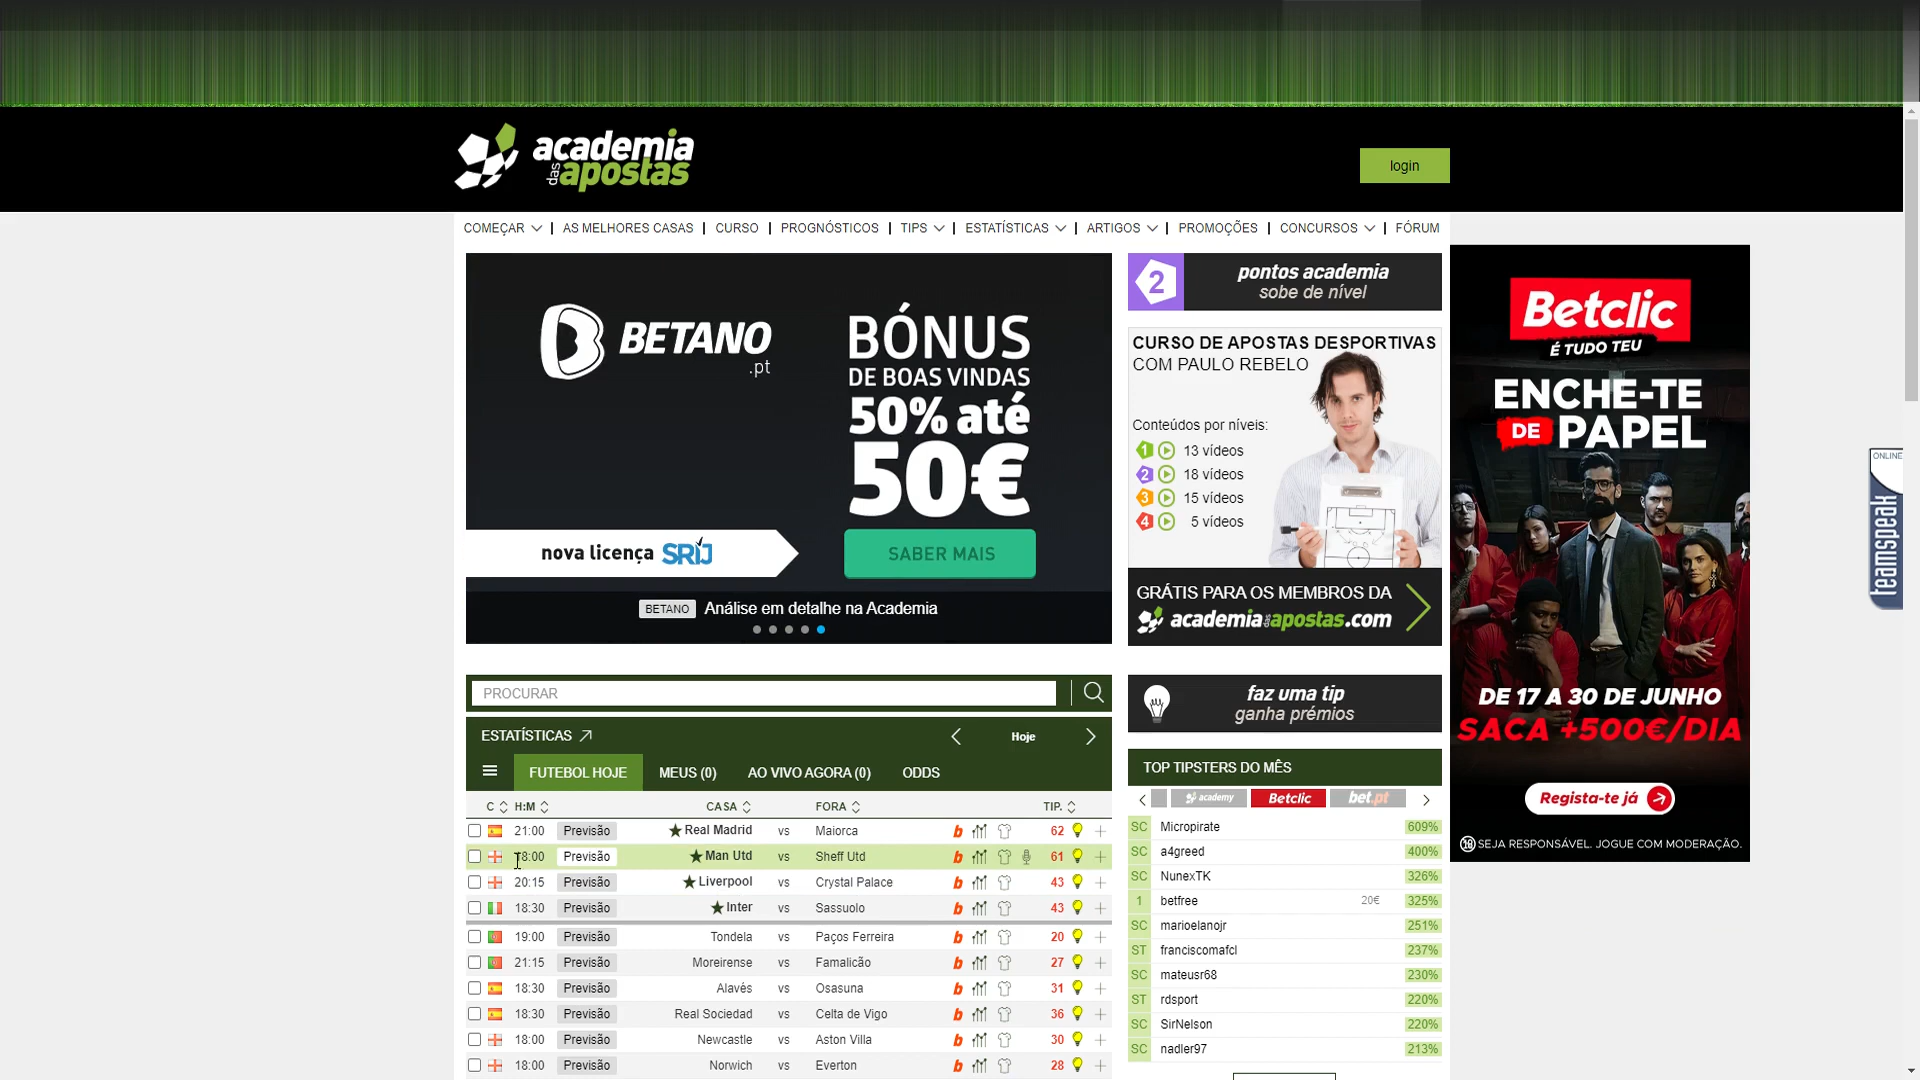 academia
das apostas
login
COMEÇAR | AS MELHORES CASAS | CURSO | PROGNÓSTICOS | TIPS | ESTATÍSTICAS | ARTIGOS | PROMOÇÕES | CONCURSOS | FÓRUM
BETANO
.pt
BÓNUS
DE BOAS VINDAS
50% até
50€
nova licença SRIJ
SABER MAIS
BETANO Análise em detalhe na Academia
2 pontos academia
sobe de nível
CURSO DE APOSTAS DESPORTIVAS
COM PAULO REBELO
Conteúdos por níveis:
1 13 vídeos
2 18 vídeos
3 15 vídeos
4 5 vídeos
GRÁTIS PARA OS MEMBROS DA
academia das apostas.com
Betclic
É TUDO TEU
ENCHE-TE
DE PAPEL
DE 17 A 30 DE JUNHO
SACA +500€/DIA
Regista-te já
18 SEJA RESPONSÁVEL. JOGUE COM MODERAÇÃO.
ONLINE
teamspeak
PROCURAR
faz uma tip
ganha prémios
ESTATÍSTICAS Hoje
FUTEBOL HOJE MEUS (0) AO VIVO AGORA (0) ODDS
C H:M CASA FORA TIP.
21:00 Previsão Real Madrid vs Maiorca b 62
18:00 Previsão Man Utd vs Sheff Utd b 61
20:15 Previsão Liverpool vs Crystal Palace b 43
18:30 Previsão Inter vs Sassuolo b 43
19:00 Previsão Tondela vs Paços Ferreira b 20
21:15 Previsão Moreirense vs Famalicão b 27
18:30 Previsão Alavés vs Osasuna b 31
18:30 Previsão Real Sociedad vs Celta de Vigo b 36
18:00 Previsão Newcastle vs Aston Villa b 30
18:00 Previsão Norwich vs Everton b 28
TOP TIPSTERS DO MÊS
academy Betclic bet.pt
SC Micropirate 609%
SC a4greed 400%
SC NunexTK 326%
1 betfree 20€ 325%
SC marioelanojr 251%
ST franciscomafcl 237%
SC mateusr68 230%
ST rdsport 220%
SC SirNelson 220%
SC nadler97 213%